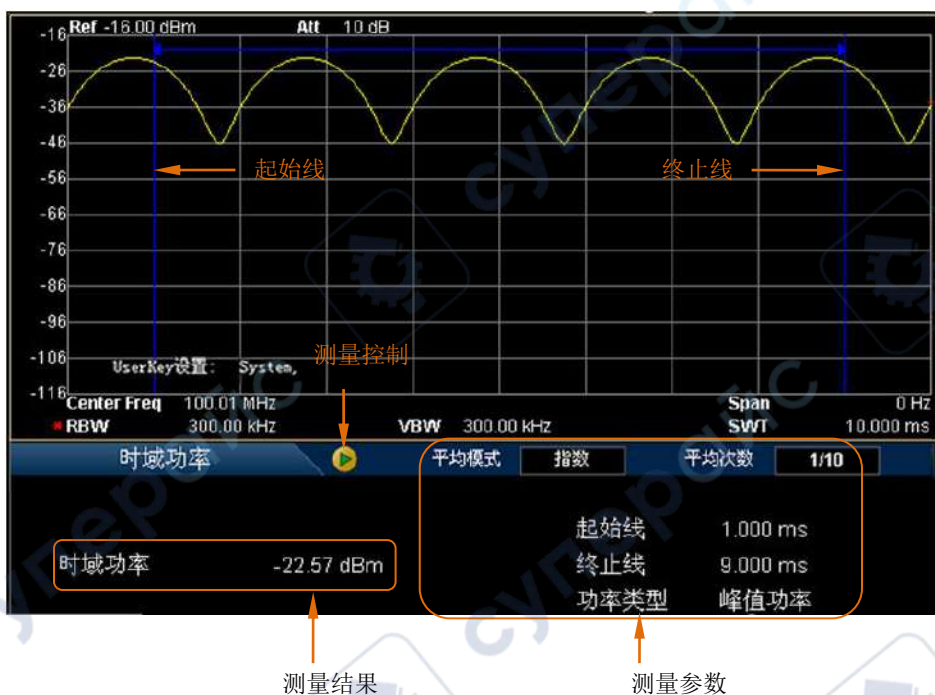 Ref -16.00 dBm Att 10 dB
-16
-26
-36
-46
-56
起始线 终止线
-66
-76
-86
-96
测量控制
-106
UserKey设置: System,
-116
Center Freq 100.01 MHz Span 0 Hz
RBW 300.00 kHz VBW 300.00 kHz SWT 10.000 ms
时域功率 平均模式 指数 平均次数 1/10
起始线 1.000 ms
时域功率 -22.57 dBm 终止线 9.000 ms
功率类型 峰值功率
测量结果 测量参数
суперайс
суперайс
суперайс